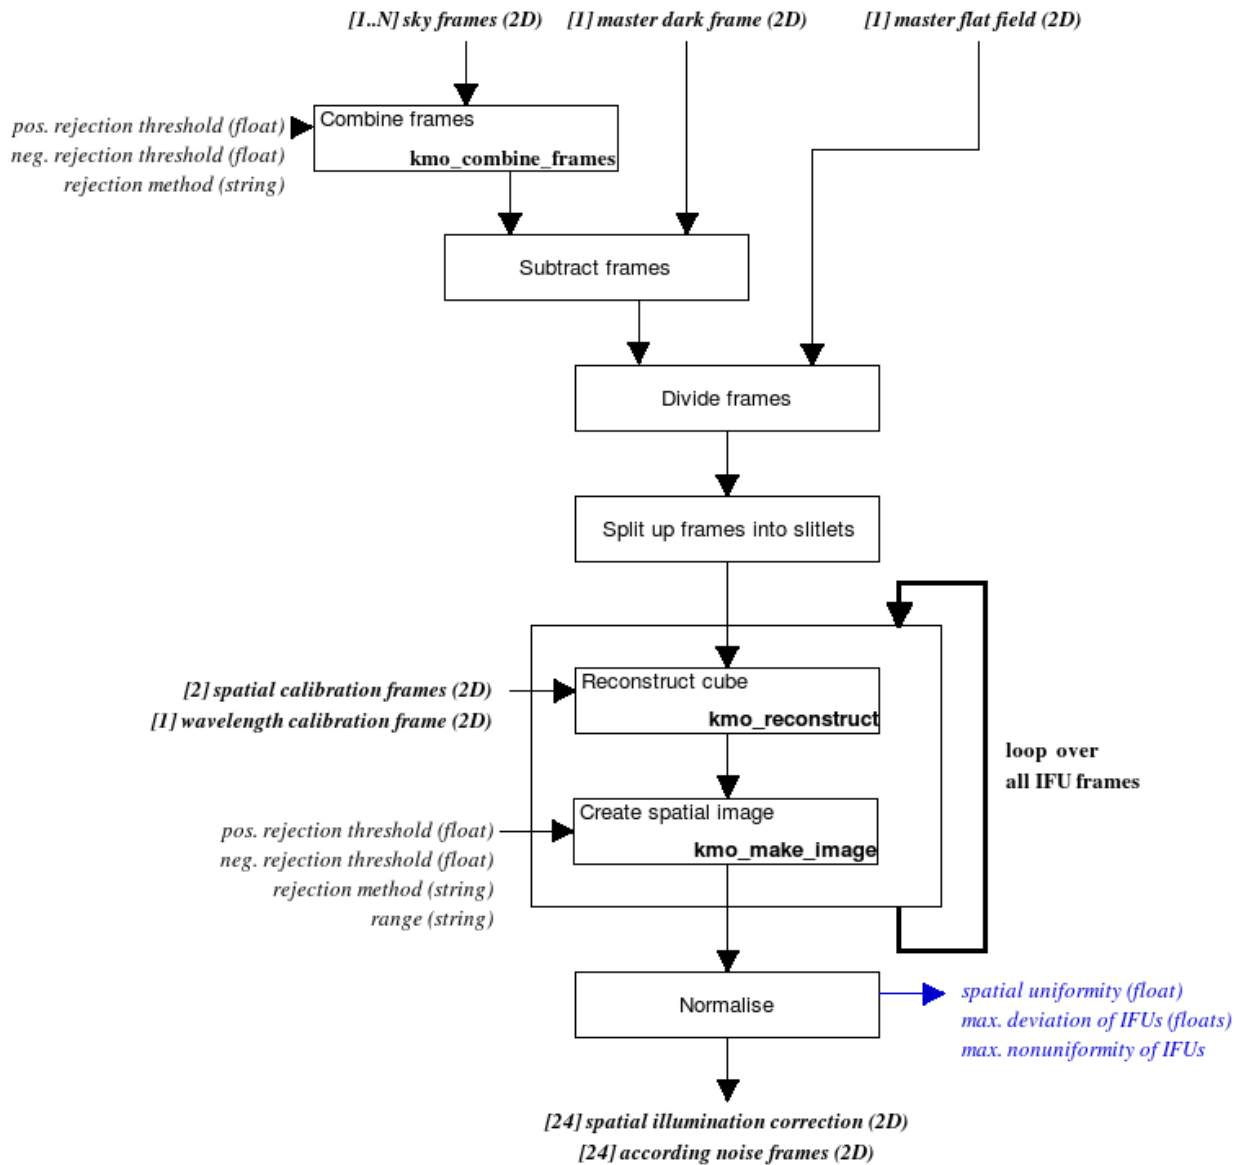 [1..N] sky frames (2D)
[1] master dark frame (2D)
[1] master flat field (2D)
Combine frames
kmo_combine_frames
pos. rejection threshold (float)
neg. rejection threshold (float)
rejection method (string)
Subtract frames
Divide frames
Split up frames into slitlets
Reconstruct cube
kmo_reconstruct
[2] spatial calibration frames (2D)
[1] wavelength calibration frame (2D)
loop over
all IFU frames
Create spatial image
kmo_make_image
pos. rejection threshold (float)
neg. rejection threshold (float)
rejection method (string)
range (string)
Normalise
spatial uniformity (float)
max. deviation of IFUs (floats)
max. nonuniformity of IFUs
[24] spatial illumination correction (2D)
[24] according noise frames (2D)